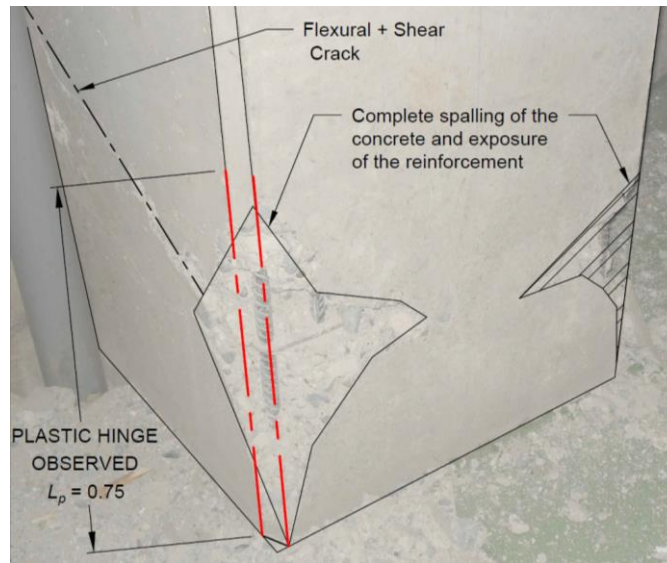 Flexural + Shear
Crack
Complete spalling of the
concrete and exposure
of the reinforcement
PLASTIC HINGE
OBSERVED
Lp = 0.75